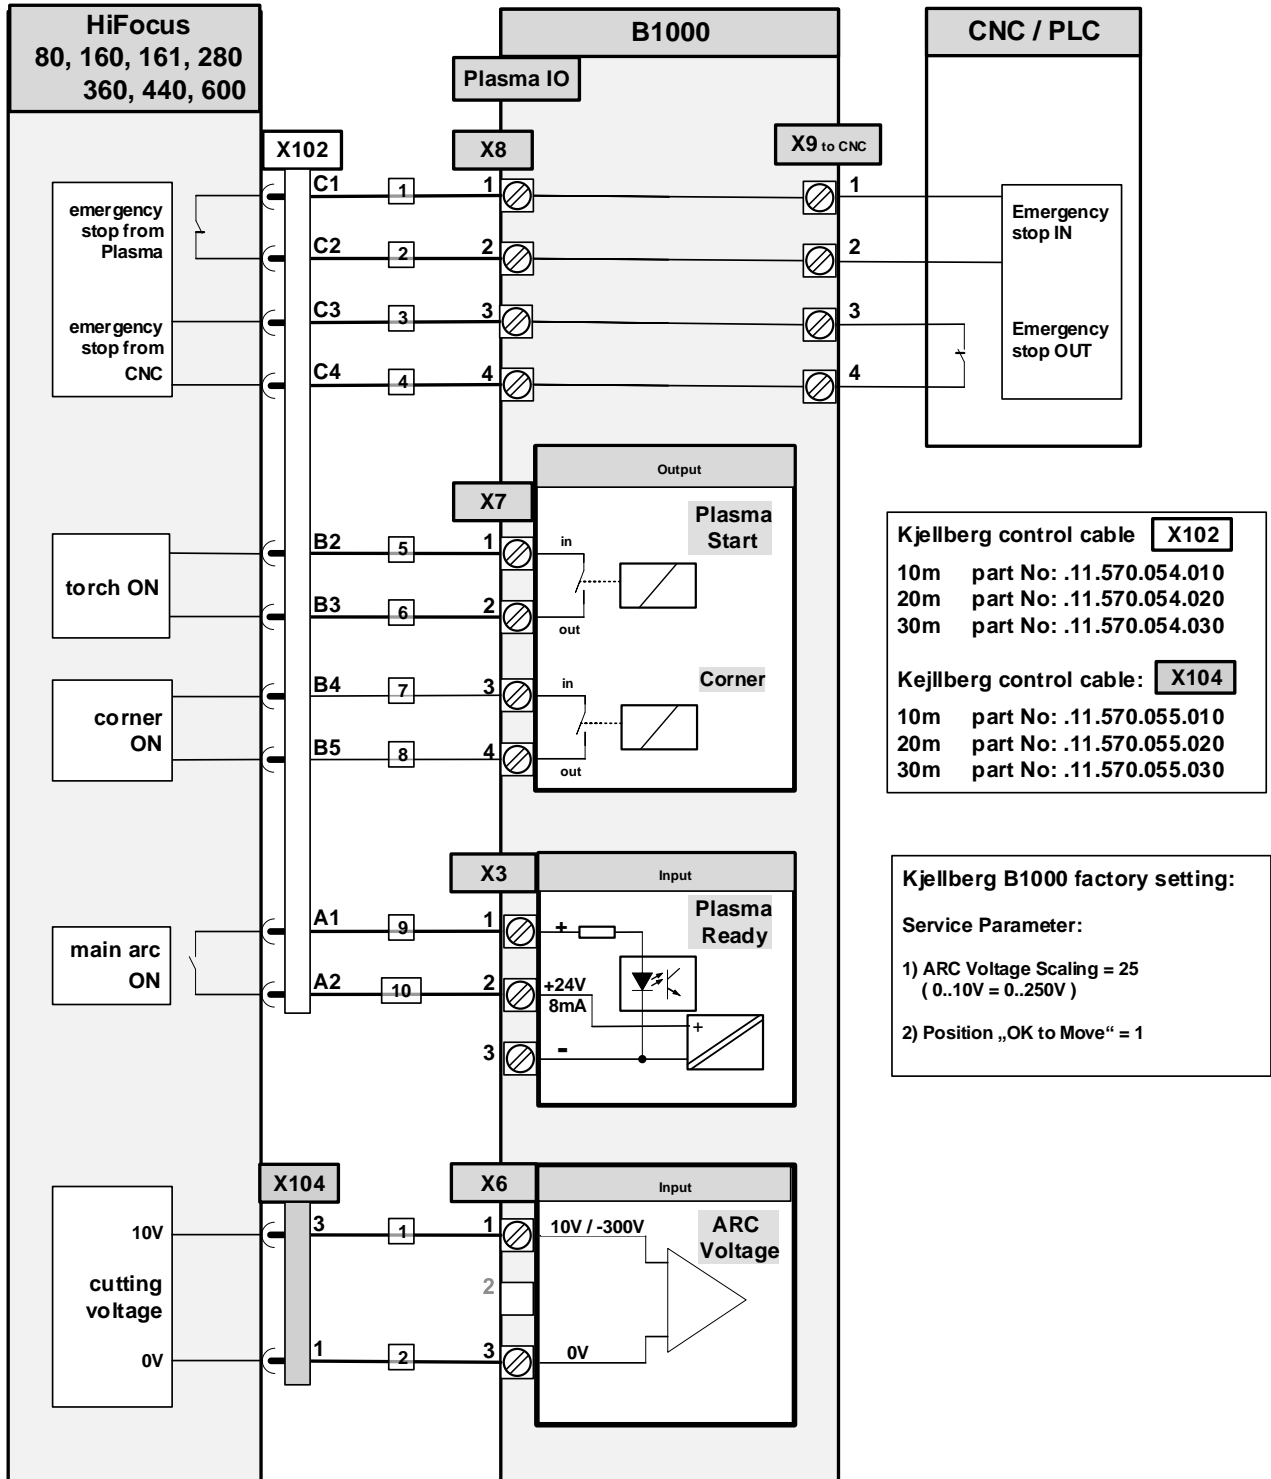 HiFocus
80, 160, 161, 280
360, 440, 600
B1000
CNC / PLC
Plasma IO
X102
X8
X9 to CNC
emergency
stop from
Plasma
C1
1
1
1
C2
2
2
2
Emergency
stop IN
emergency
stop from
CNC
C3
3
3
3
C4
4
4
4
Emergency
stop OUT
Output
X7
Plasma
Start
torch ON
B2
5
1
in
B3
6
2
out
corner
ON
B4
7
3
in
Corner
B5
8
4
out
Kjellberg control cable X102
10m part No: .11.570.054.010
20m part No: .11.570.054.020
30m part No: .11.570.054.030
Kejllberg control cable: X104
10m part No: .11.570.055.010
20m part No: .11.570.055.020
30m part No: .11.570.055.030
X3
Input
Plasma
Ready
main arc
ON
A1
9
1
+
A2
10
2
+24V
8mA
+
3
-
Kjellberg B1000 factory setting:
Service Parameter:
1) ARC Voltage Scaling = 25
( 0..10V = 0..250V )
2) Position „OK to Move“ = 1
X104
X6
Input
ARC
Voltage
10V
cutting
voltage
0V
3
1
1
10V / -300V
2
1
2
3
0V